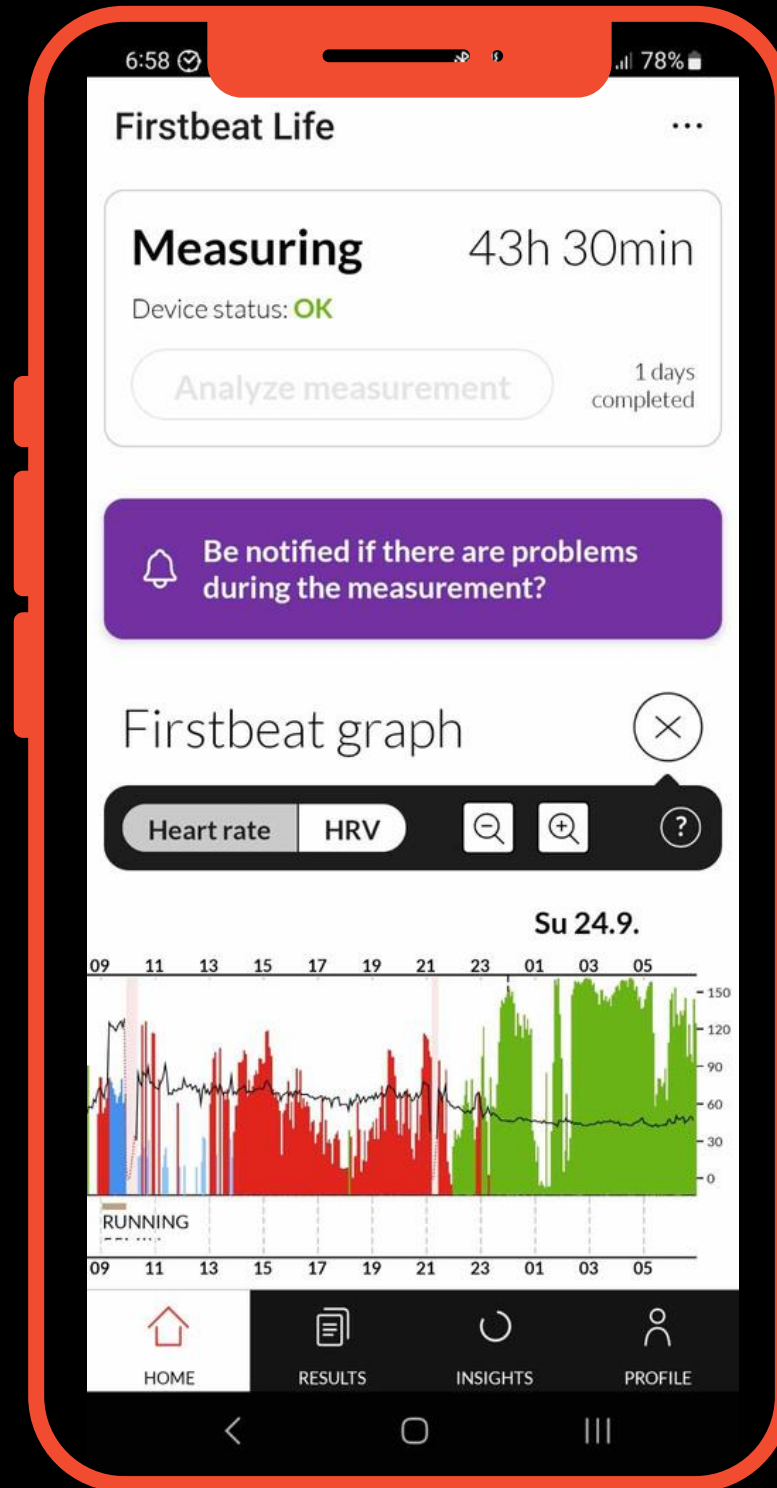 6:58
78%
Firstbeat Life
Measuring 43h 30min
Device status: OK
Analyze measurement
1 days
completed
Be notified if there are problems
during the measurement?
Firstbeat graph
Heart rate HRV ?
Su 24.9.
09 11 13 15 17 19 21 23 01 03 05
150
120
90
60
30
0
RUNNING
09 11 13 15 17 19 21 23 01 03 05
HOME RESULTS INSIGHTS PROFILE